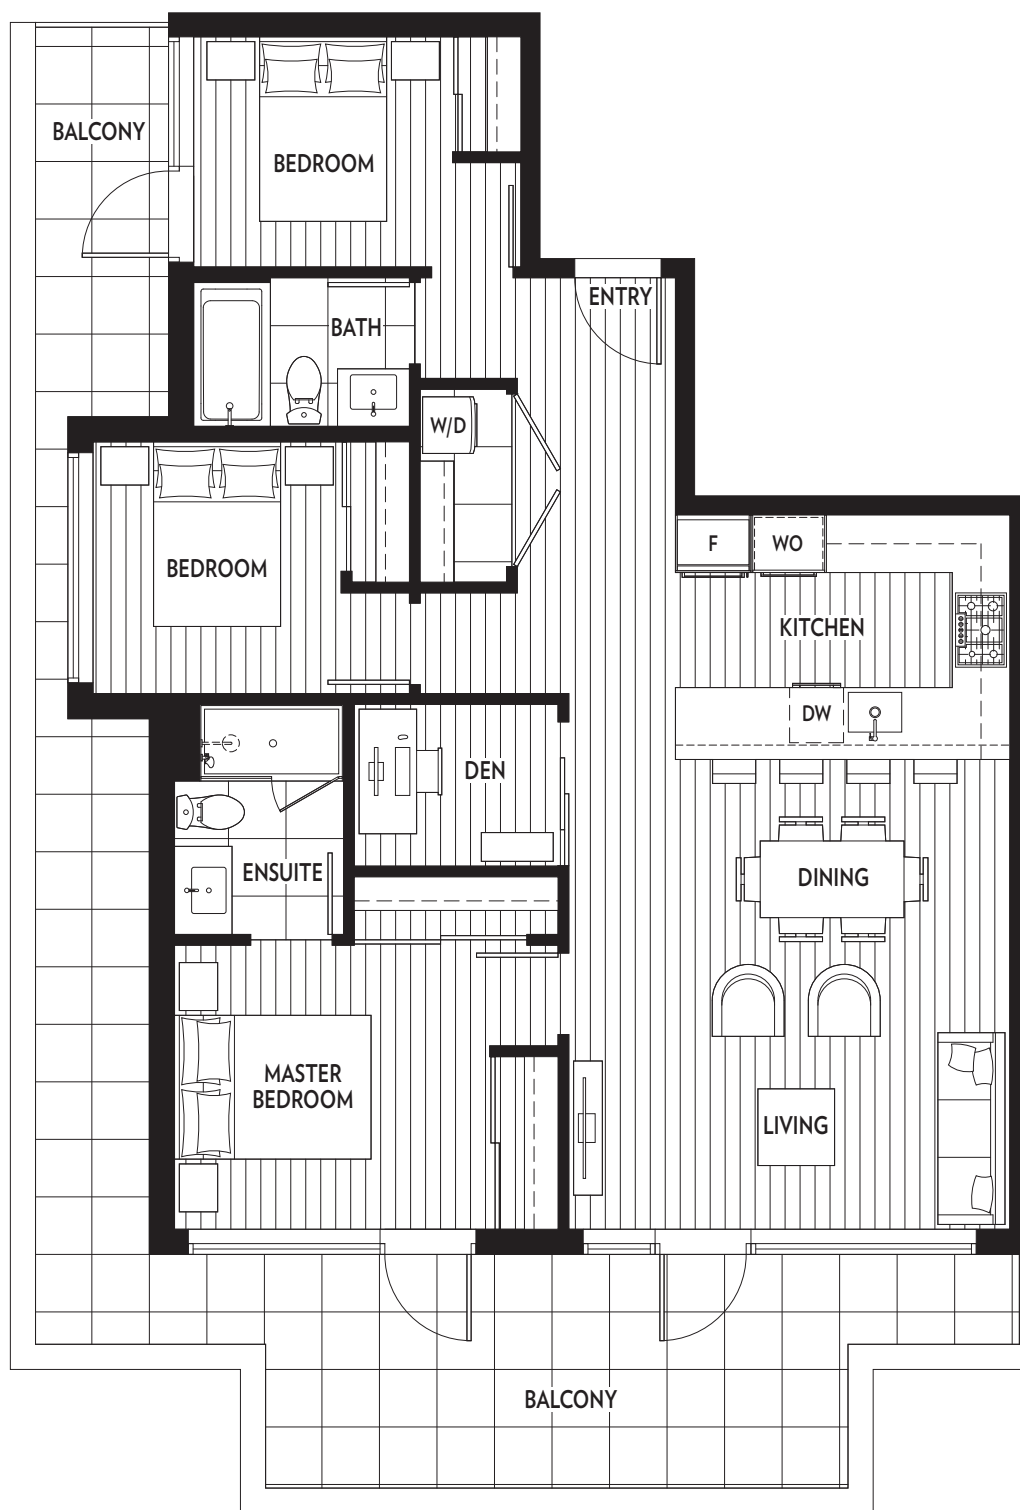 BALCONY
BEDROOM
ENTRY
BATH
W/D
F
WO
BEDROOM
KITCHEN
DW
DEN
ENSUITE
DINING
MASTER
BEDROOM
LIVING
BALCONY